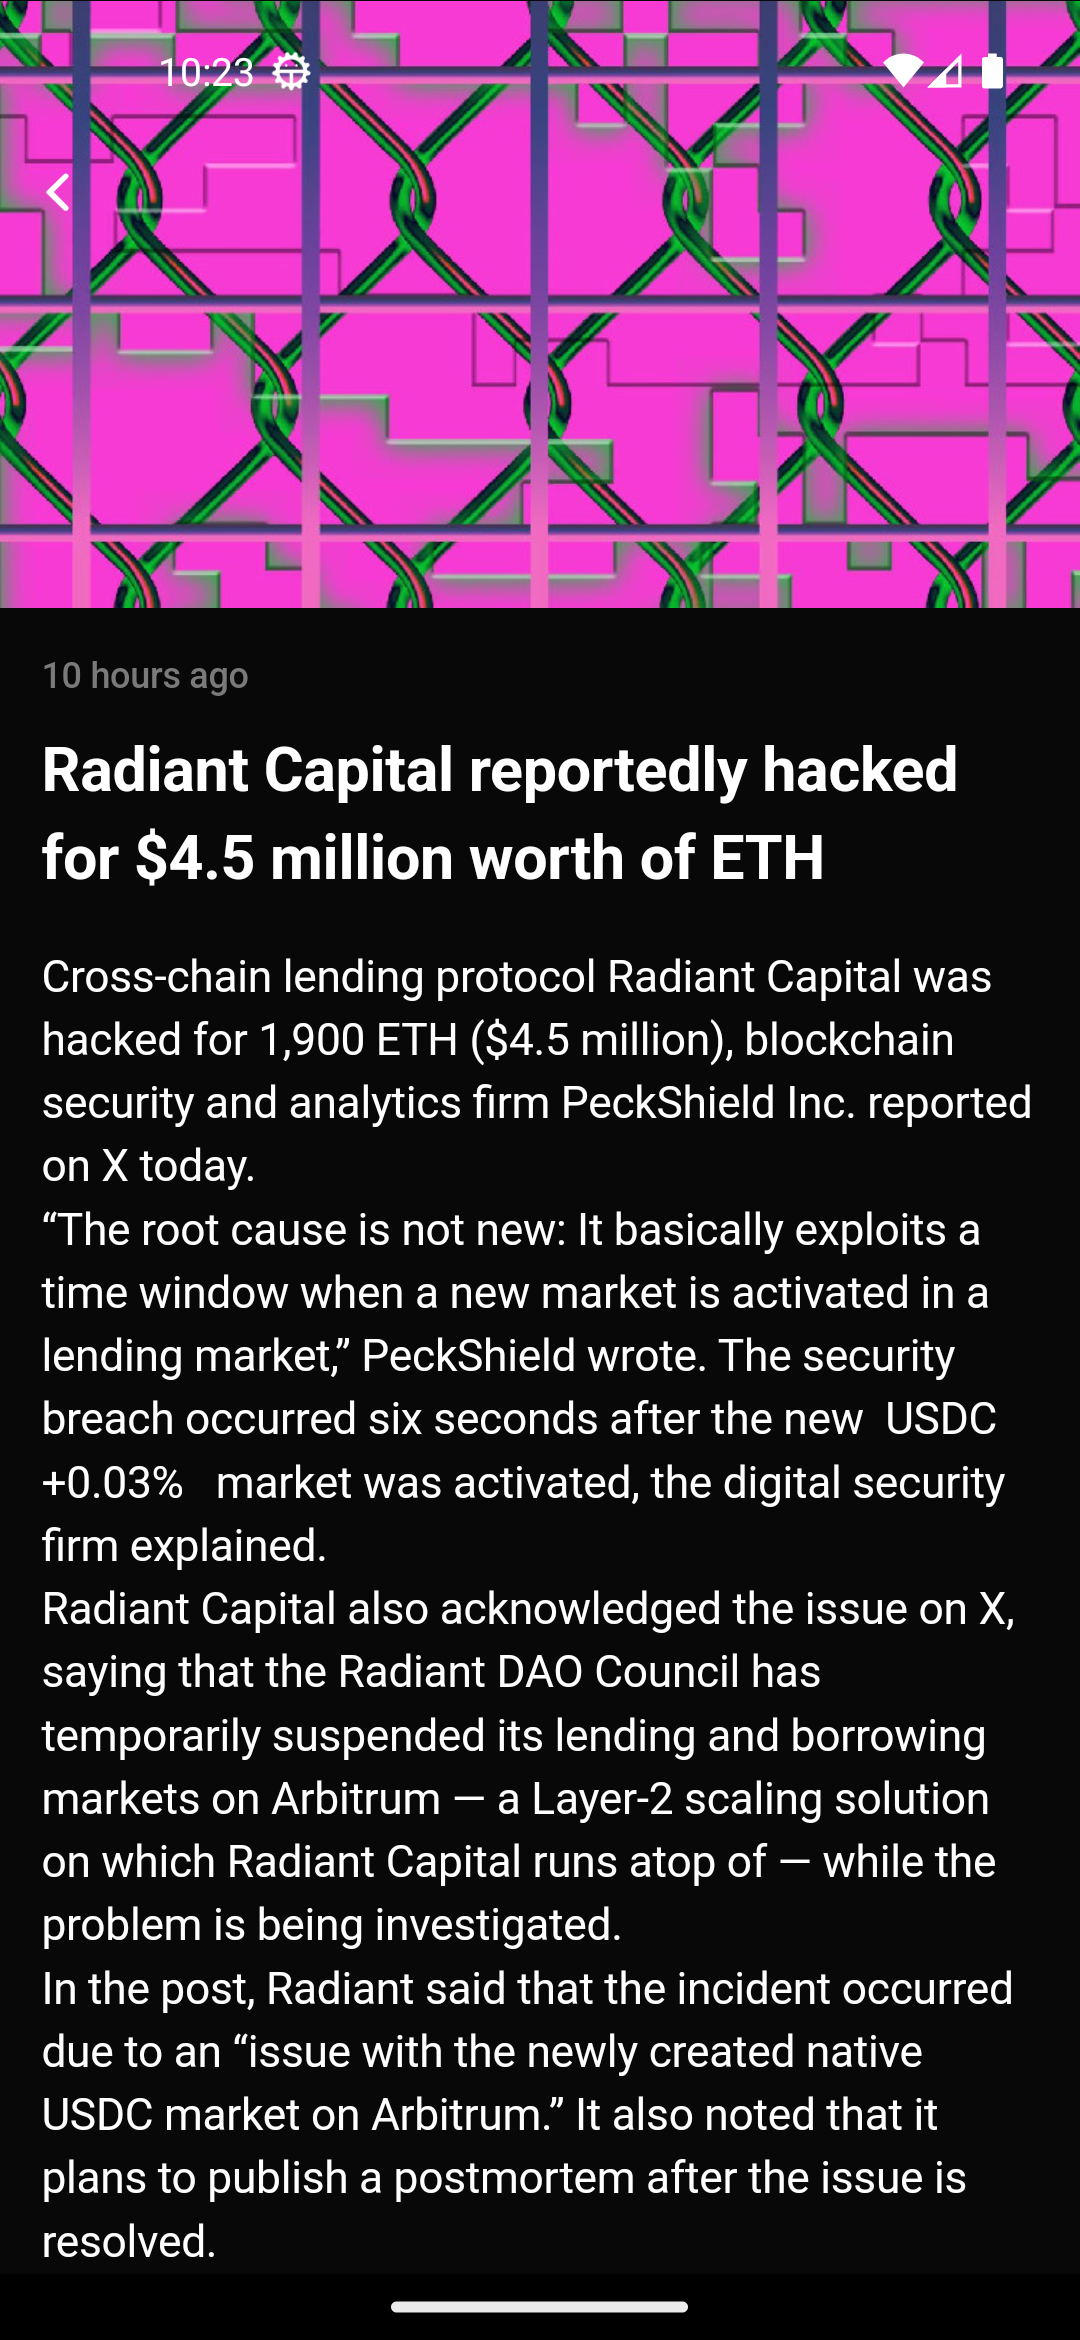 10:23
10 hours ago
Radiant Capital reportedly hacked
for $4.5 million worth of ETH
Cross-chain lending protocol Radiant Capital was
hacked for 1,900 ETH ($4.5 million), blockchain
security and analytics firm PeckShield Inc. reported
on X today.
“The root cause is not new: It basically exploits a
time window when a new market is activated in a
lending market,” PeckShield wrote. The security
breach occurred six seconds after the new  USDC
+0.03%   market was activated, the digital security
firm explained.
Radiant Capital also acknowledged the issue on X,
saying that the Radiant DAO Council has
temporarily suspended its lending and borrowing
markets on Arbitrum — a Layer-2 scaling solution
on which Radiant Capital runs atop of — while the
problem is being investigated.
In the post, Radiant said that the incident occurred
due to an “issue with the newly created native
USDC market on Arbitrum.” It also noted that it
plans to publish a postmortem after the issue is
resolved.